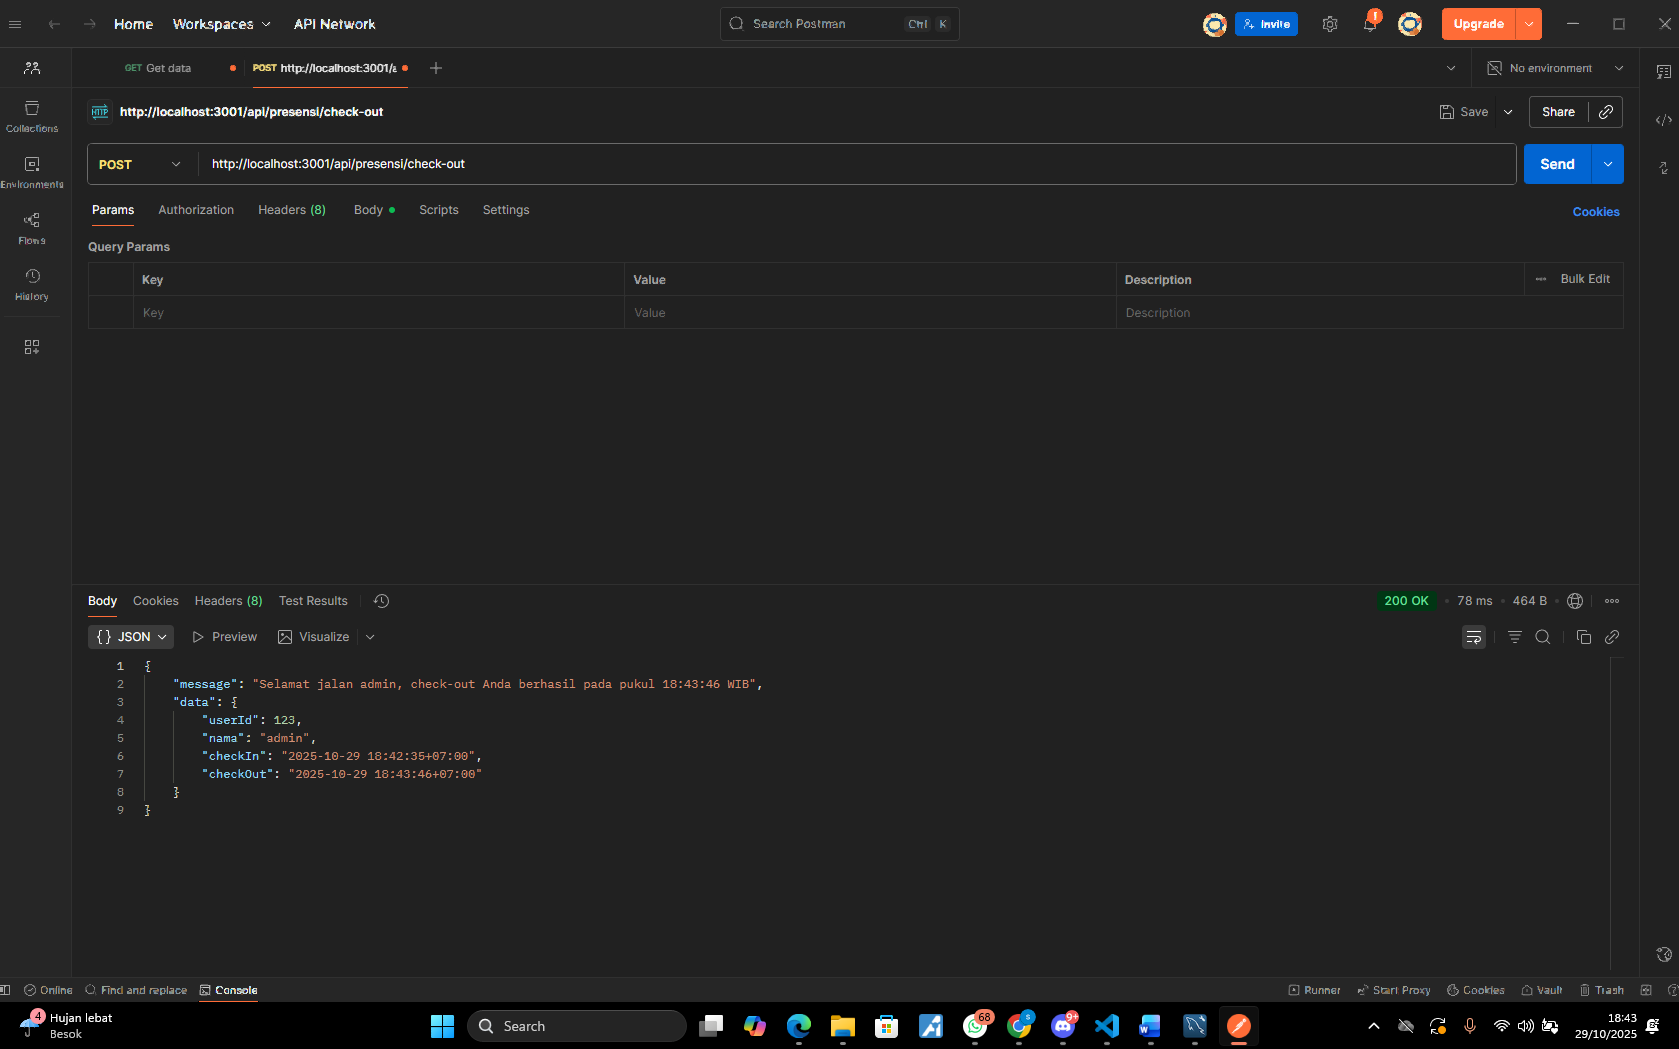 Home Workspaces API Network Search Postman Ctrl K Invite 1 Upgrade
GET Get data POST http://localhost:3001/a No environment
HTTP http://localhost:3001/api/presensi/check-out Save Share
POST http://localhost:3001/api/presensi/check-out Send
Params Authorization Headers (8) Body Scripts Settings Cookies
Collections
Environments
Flows
History
Query Params
Key Value Description Bulk Edit
Key Value Description
Body Cookies Headers (8) Test Results 200 OK 78 ms 464 B
{} JSON Preview Visualize
1 {
2 "message": "Selamat jalan admin, check-out Anda berhasil pada pukul 18:43:46 WIB",
3 "data": {
4 "userId": 123,
5 "nama": "admin",
6 "checkIn": "2025-10-29 18:42:35+07:00",
7 "checkOut": "2025-10-29 18:43:46+07:00"
8 }
9 }
Online Find and replace Console Runner Start Proxy Cookies Vault Trash
4 Hujan lebat
Besok
Search
68
S
9+
18:43
29/10/2025